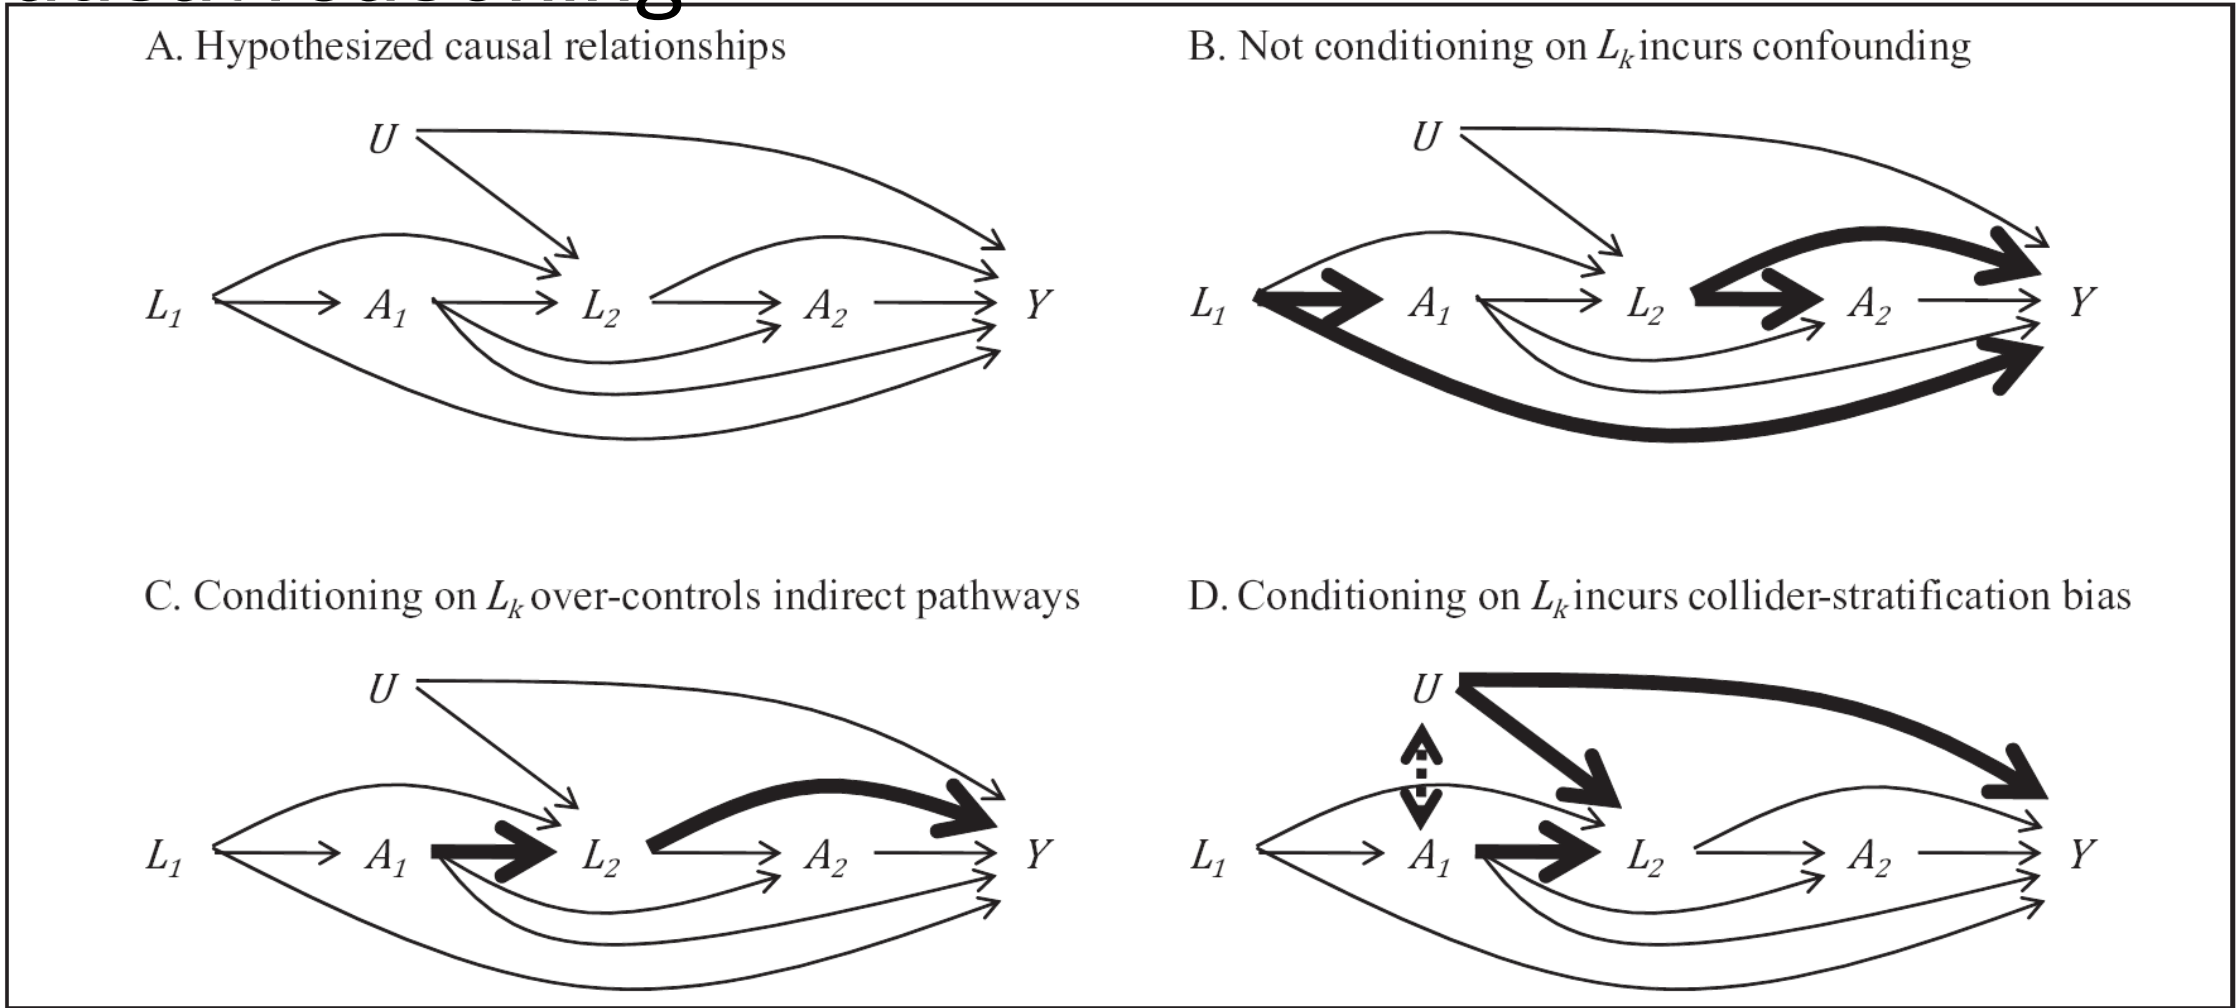 A. Hypothesized causal relationships
U
L₁ A₁ L₂ A₂ Y
B. Not conditioning on Lₖ incurs confounding
U
L₁ A₁ L₂ A₂ Y
C. Conditioning on Lₖ over-controls indirect pathways
U
L₁ A₁ L₂ A₂ Y
D. Conditioning on Lₖ incurs collider-stratification bias
U
L₁ A₁ L₂ A₂ Y